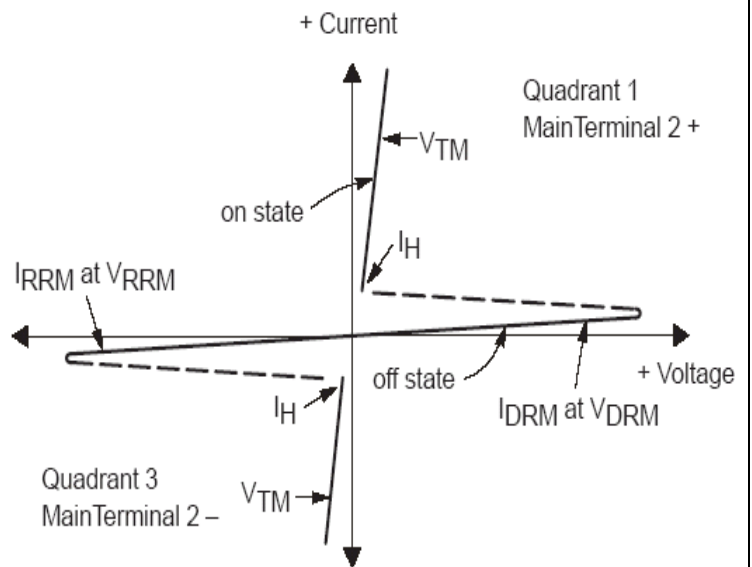 + Current
Quadrant 1
MainTerminal 2 +
VTM
on state
IH
IRRM at VRRM
off state
+ Voltage
IDRM at VDRM
IH
Quadrant 3
MainTerminal 2 –
VTM